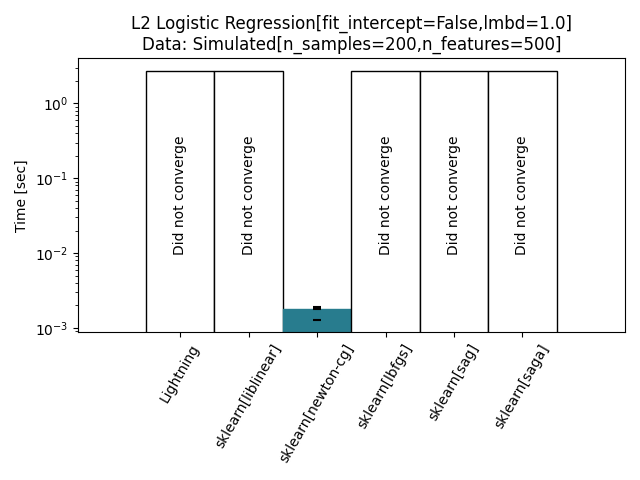 L2 Logistic Regression[fit_intercept=False,lmbd=1.0]
Data: Simulated[n_samples=200,n_features=500]
Time [sec]
10⁰
10⁻¹
10⁻²
10⁻³
Did not converge
Did not converge
Did not converge
Did not converge
Did not converge
Lightning
sklearn[liblinear]
sklearn[newton-cg]
sklearn[lbfgs]
sklearn[sag]
sklearn[saga]